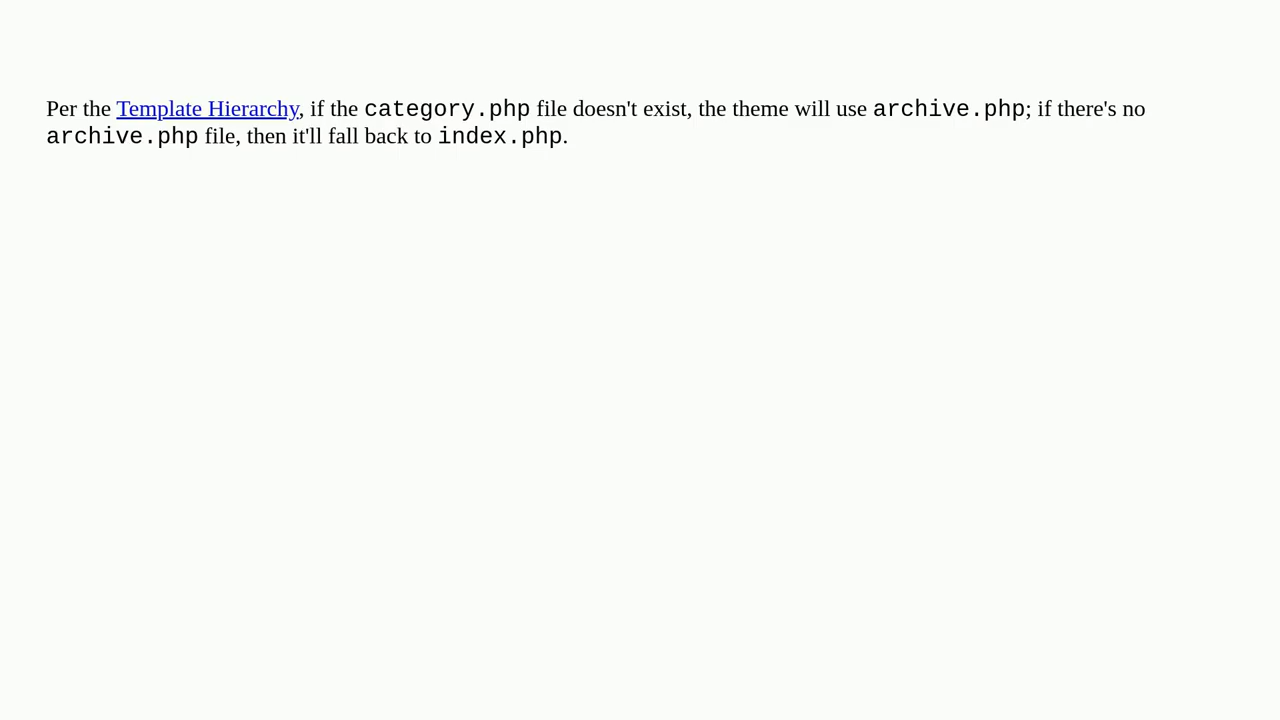 Per the Template Hierarchy, if the category.php file doesn't exist, the theme will use archive.php; if there's no
archive.php file, then it'll fall back to index.php.